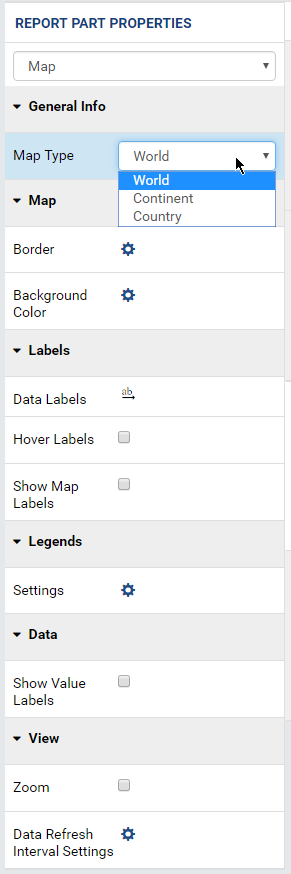 REPORT PART PROPERTIES
Map
General Info
Map Type
World
World
Continent
Country
Map
Border
Background
Color
Labels
Data Labels
ab
Hover Labels
Show Map
Labels
Legends
Settings
Data
Show Value
Labels
View
Zoom
Data Refresh
Interval Settings